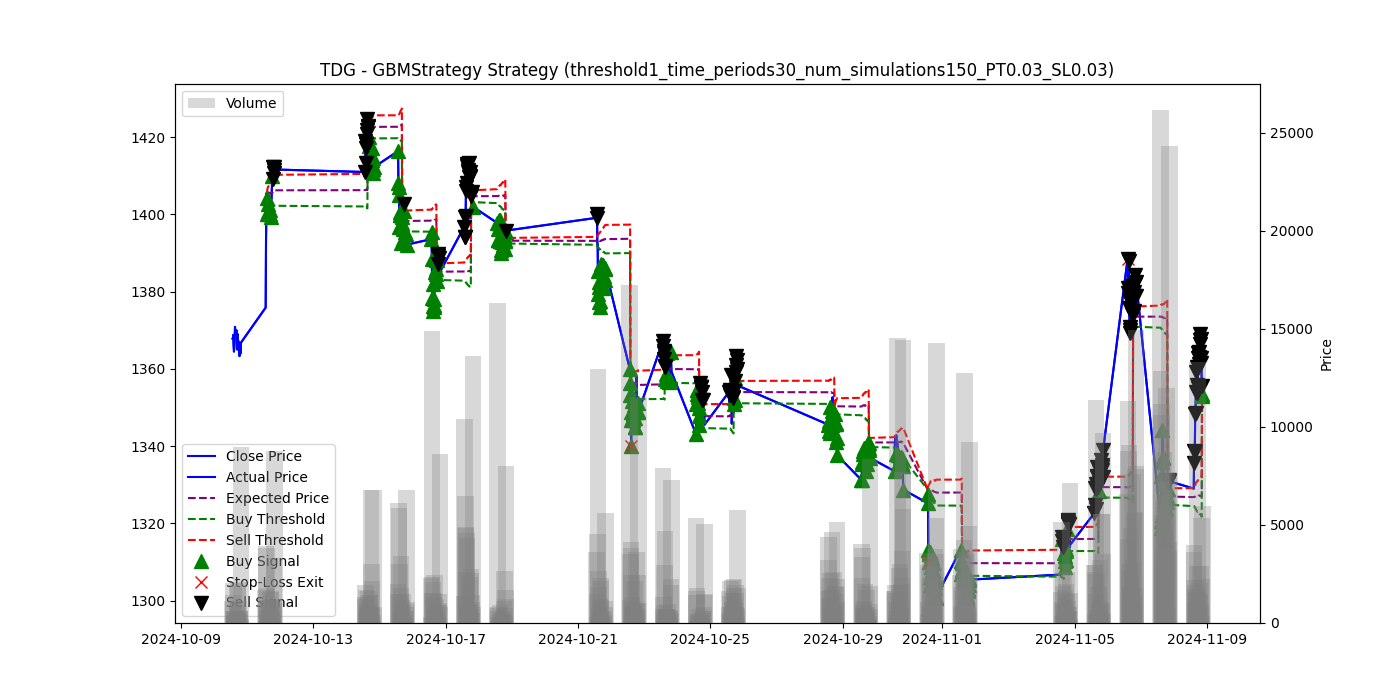 TDG - GBMStrategy Strategy (threshold1_time_periods30_num_simulations150_PT0.03_SL0.03)
Volume
1420
1400
1380
1360
1340
1320
1300
25000
20000
15000
10000
5000
0
Price
Close Price
Actual Price
Expected Price
Buy Threshold
Sell Threshold
Buy Signal
Stop-Loss Exit
Sell Signal
2024-10-09
2024-10-13
2024-10-17
2024-10-21
2024-10-25
2024-10-29
2024-11-01
2024-11-05
2024-11-09